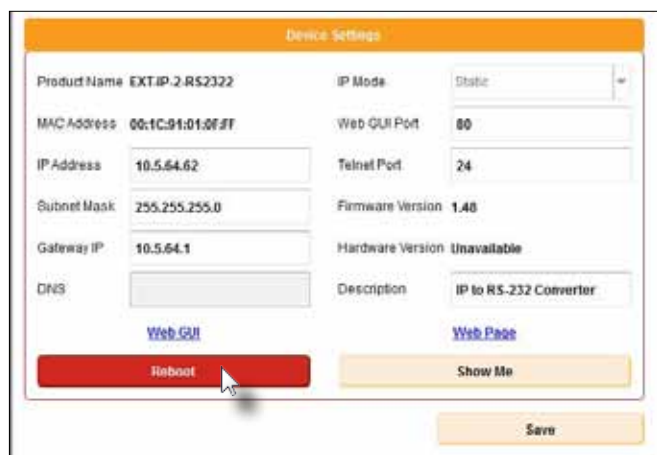 Device Settings
Product Name EXT-IP-2-RS2322 IP Mode Static
MAC Address 00:1C:91:01:0F:FF Web GUI Port 80
IP Address 10.5.64.62 Telnet Port 24
Subnet Mask 255.255.255.0 Firmware Version 1.48
Gateway IP 10.5.64.1 Hardware Version Unavailable
DNS Description IP to RS-232 Converter
Web GUI Web Page
Reboot Show Me
Save